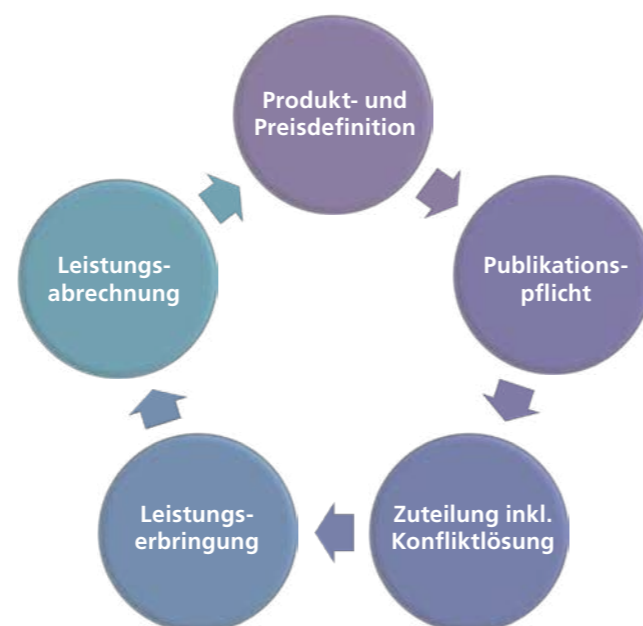 Produkt- und
Preisdefinition
Publikations-
pflicht
Zuteilung inkl.
Konfliktlösung
Leistungs-
erbringung
Leistungs-
abrechnung